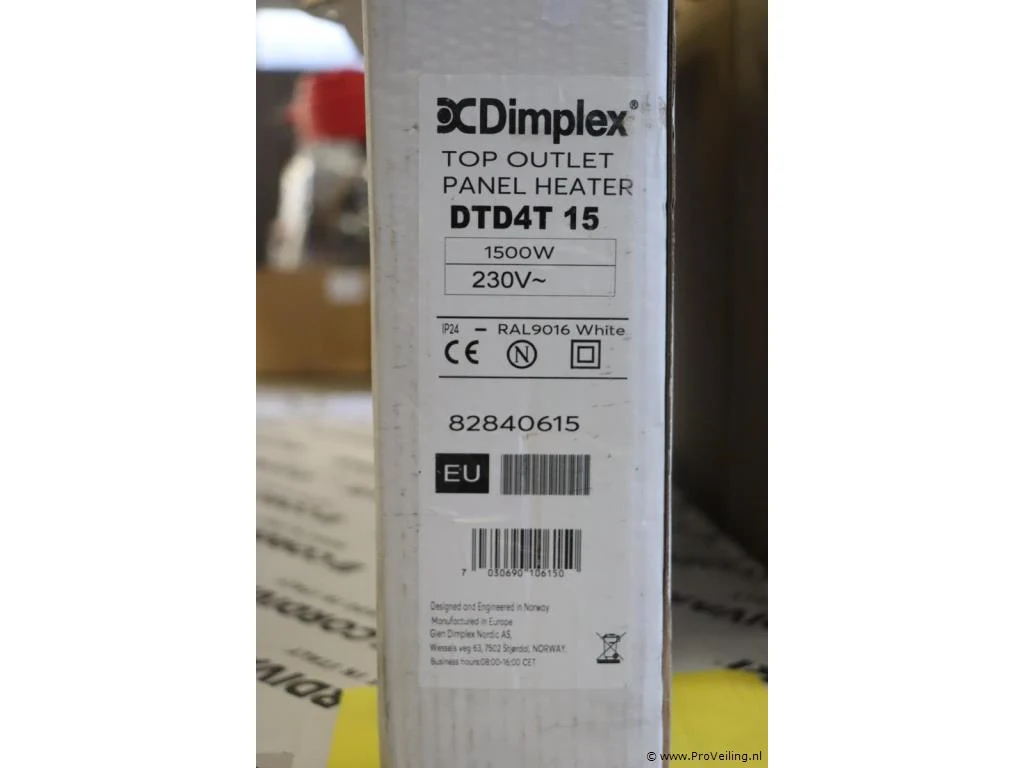 Dimplex®
TOP OUTLET
PANEL HEATER
DTD4T 15
1500W
230V~
IP24 – RAL9016 White
CE N
82840615
EU
7 030690 106150
Designed and Engineered in Norway
Manufactured in Europe
Glen Dimplex Nordic AS,
Wessels veg 63, 7502 Stjørdal, NORWAY.
Business hours:08:00-16:00 CET
© www.ProVeiling.nl